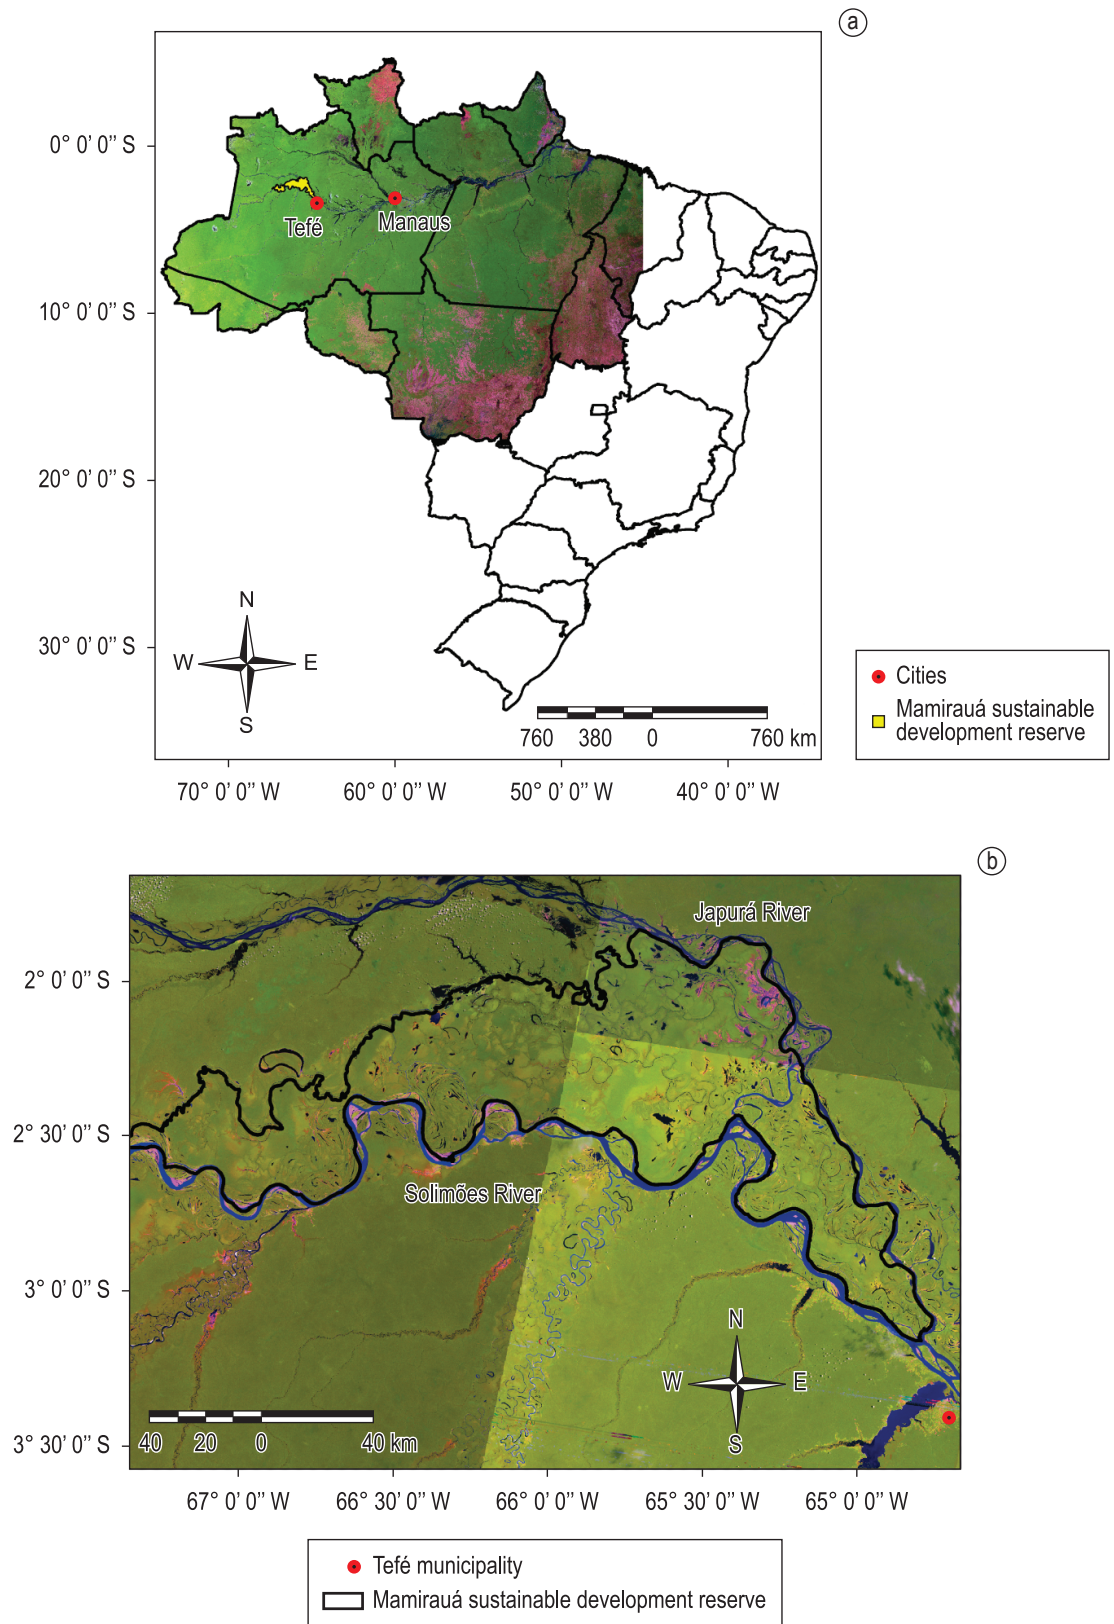 a
0° 0' 0" S
10° 0' 0" S
20° 0' 0" S
30° 0' 0" S
Tefé
Manaus
N
W
E
S
760 380 0 760 km
70° 0' 0" W 60° 0' 0" W 50° 0' 0" W 40° 0' 0" W
Cities
Mamirauá sustainable
development reserve
b
Japurá River
2° 0' 0" S
2° 30' 0" S
Solimões River
3° 0' 0" S
N
W
E
S
40 20 0 40 km
3° 30' 0" S
67° 0' 0" W 66° 30' 0" W 66° 0' 0" W 65° 30' 0" W 65° 0' 0" W
Tefé municipality
Mamirauá sustainable development reserve